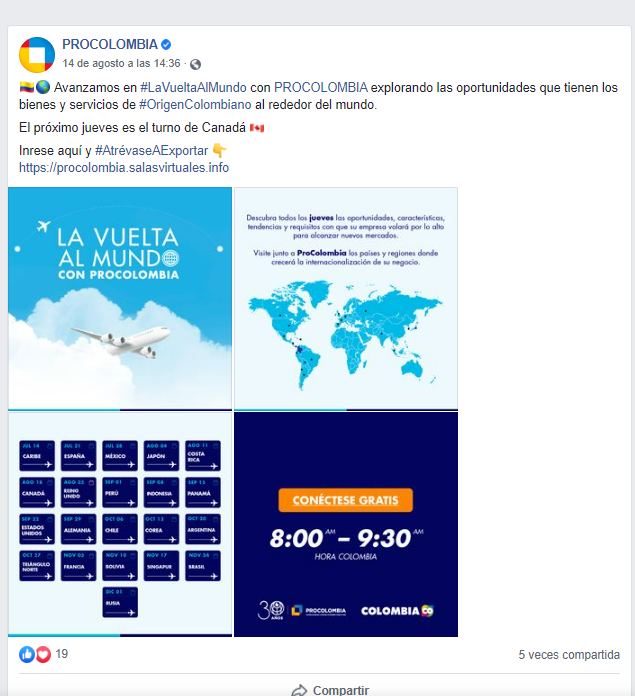 PROCOLOMBIA
14 de agosto a las 14:36 ·
Avanzamos en #LaVueltaAlMundo con PROCOLOMBIA explorando las oportunidades que tienen los
bienes y servicios de #OrigenColombiano al rededor del mundo.
El próximo jueves es el turno de Canadá
Inrese aquí y #AtrévaseAExportar
https://procolombia.salasvirtuales.info
LA VUELTA
AL MUNDO
CON PROCOLOMBIA
Descubra todos los jueves las oportunidades, características,
tendencias y requisitos con que su empresa volará por lo alto
para alcanzar nuevos mercados.
Visite junto a ProColombia los países y regiones donde
crecerá la internacionalización de su negocio.
JUL 14 JUL 21 JUL 28 AGO 04 AGO 11
CARIBE ESPAÑA MÉXICO JAPÓN COSTA
RICA
AGO 18 AGO 25 SEP 01 SEP 08 SEP 15
CANADÁ REINO PERÚ INDONESIA PANAMÁ
UNIDO
SEP 22 SEP 29 OCT 06 OCT 13 OCT 20
ESTADOS ALEMANIA CHILE COREA ARGENTINA
UNIDOS
OCT 27 NOV 03 NOV 10 NOV 17 NOV 24
TRIÁNGULO FRANCIA BOLIVIA SINGAPUR BRASIL
NORTE
DIC 01
RUSIA
CONÉCTESE GRATIS
8:00 AM – 9:30 AM
HORA COLOMBIA
30 AÑOS PROCOLOMBIA COLOMBIA CO
19
5 veces compartida
Compartir